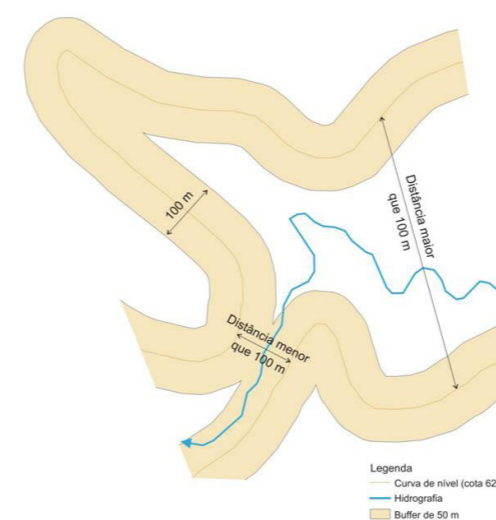 Distância maior
que 100 m
100 m
Distância menor
que 100 m
Legenda
Curva de nível (cota 62
Hidrografia
Buffer de 50 m